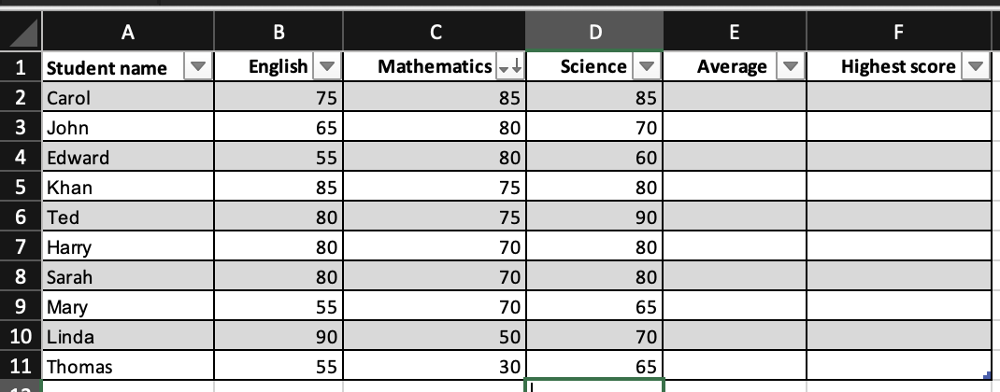 A B C D E F
1 Student name English Mathematics Science Average Highest score
2 Carol 75 85 85
3 John 65 80 70
4 Edward 55 80 60
5 Khan 85 75 80
6 Ted 80 75 90
7 Harry 80 70 80
8 Sarah 80 70 80
9 Mary 55 70 65
10 Linda 90 50 70
11 Thomas 55 30 65